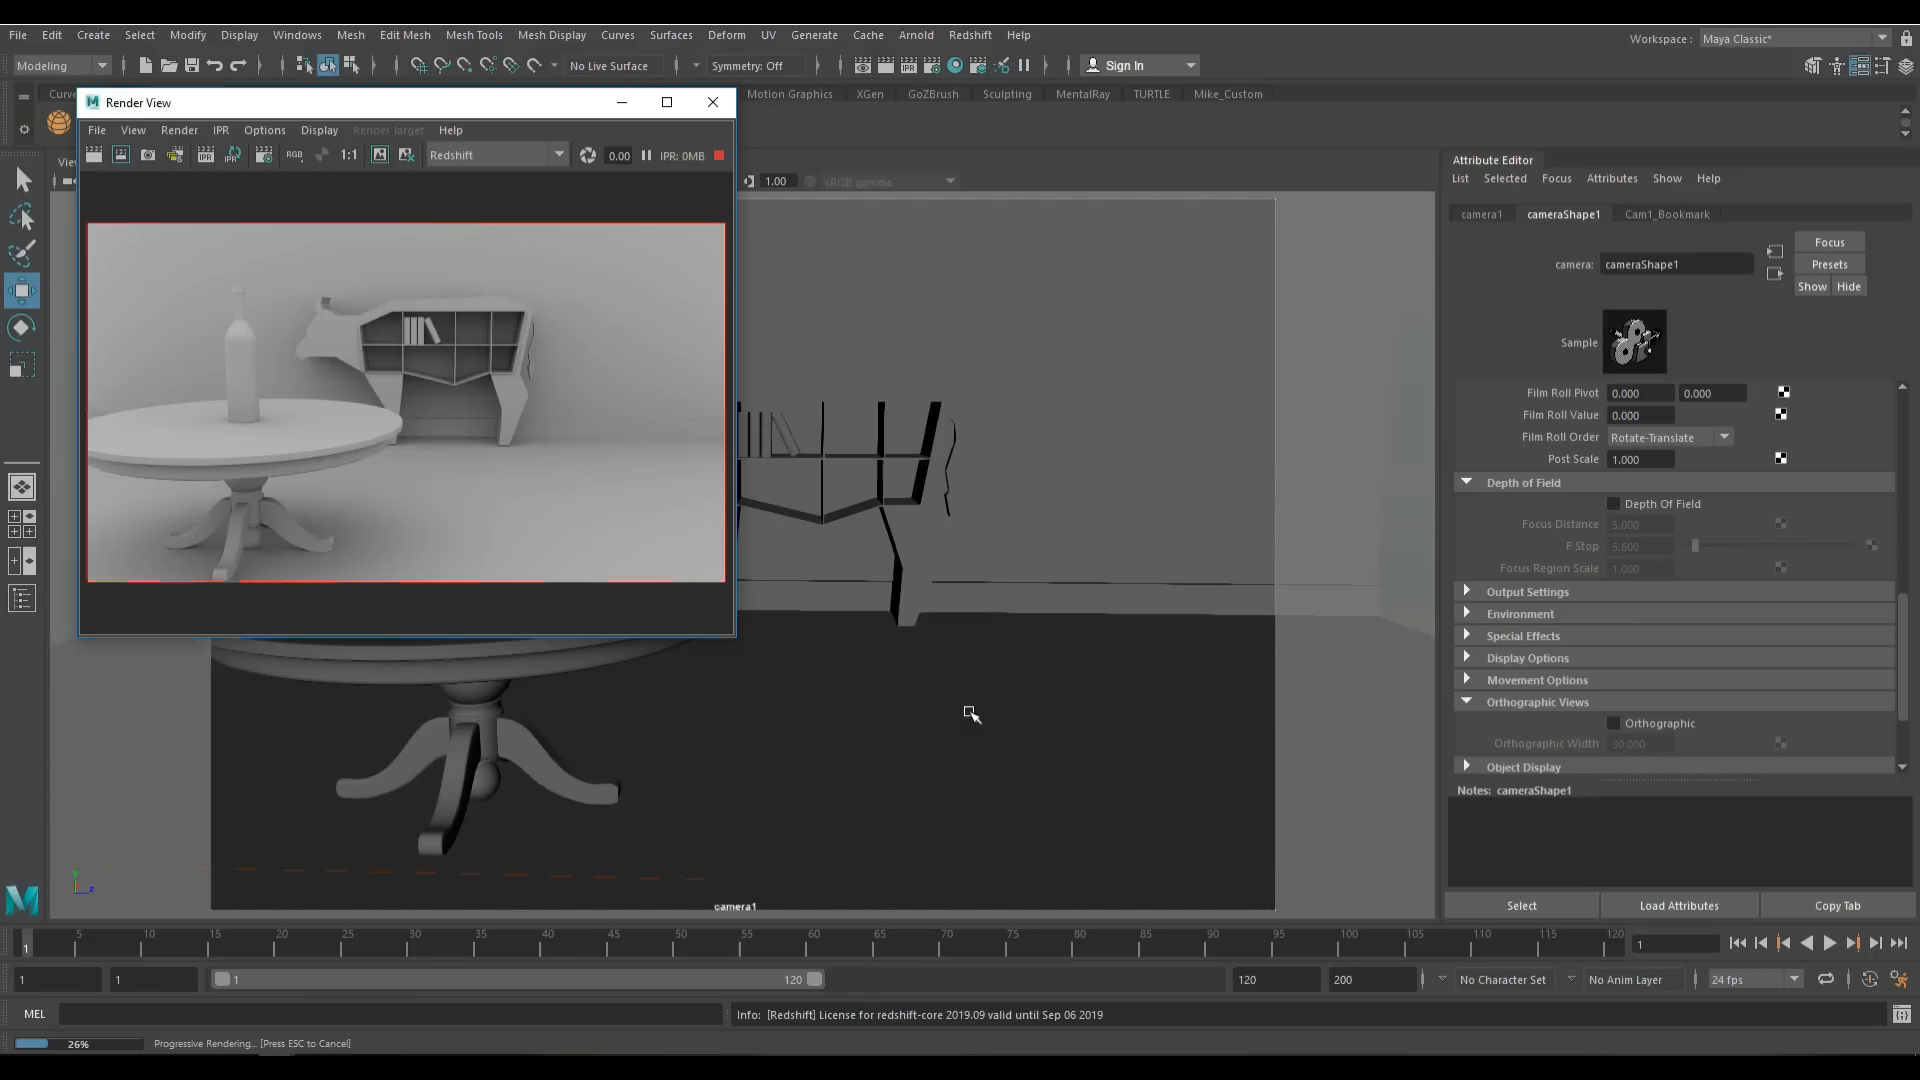 File Edit Create Select Modify Display Windows Mesh Edit Mesh Mesh Tools Mesh Display Curves Surfaces Deform UV Generate Cache Arnold Redshift Help
Workspace : Maya Classic*
Modeling
No Live Surface
Symmetry: Off
IPR
Sign In
Curve
Motion Graphics XGen GoZBrush Sculpting MentalRay TURTLE Mike_Custom
M Render View
File View Render IPR Options Display Render Target Help
IPR IPR RGB 1:1 Redshift 0.00 IPR: 0MB
View
1.00 sRGB gamma
Attribute Editor
List Selected Focus Attributes Show Help
camera1 cameraShape1 Cam1_Bookmark
camera: cameraShape1
Focus
Presets
Show Hide
Sample
Film Roll Pivot 0.000 0.000
Film Roll Value 0.000
Film Roll Order Rotate-Translate
Post Scale 1.000
Depth of Field
Depth Of Field
Focus Distance 5.000
F Stop 5.600
Focus Region Scale 1.000
Output Settings
Environment
Special Effects
Display Options
Movement Options
Orthographic Views
Orthographic
Orthographic Width 30.000
Object Display
Notes: cameraShape1
Select Load Attributes Copy Tab
y
z
camera1
M
1 5 10 15 20 25 30 35 40 45 50 55 60 65 70 75 80 85 90 95 100 105 110 115 120
1
1 1 1 120 120 200 No Character Set No Anim Layer 24 fps
MEL
Info: [Redshift] License for redshift-core 2019.09 valid until Sep 06 2019
26% Progressive Rendering... [Press ESC to Cancel]